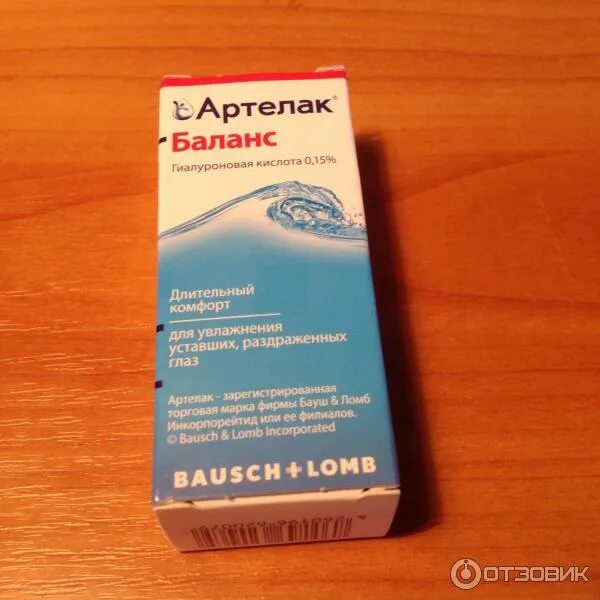 Артелак®
Баланс
Гиалуроновая кислота 0,15%
Длительный
комфорт
для увлажнения
уставших, раздраженных
глаз
Артелак - зарегистрированная
торговая марка фирмы Бауш & Ломб
Инкорпорейтид или ее филиалов.
© Bausch & Lomb Incorporated
BAUSCH + LOMB
ОТЗОВИК